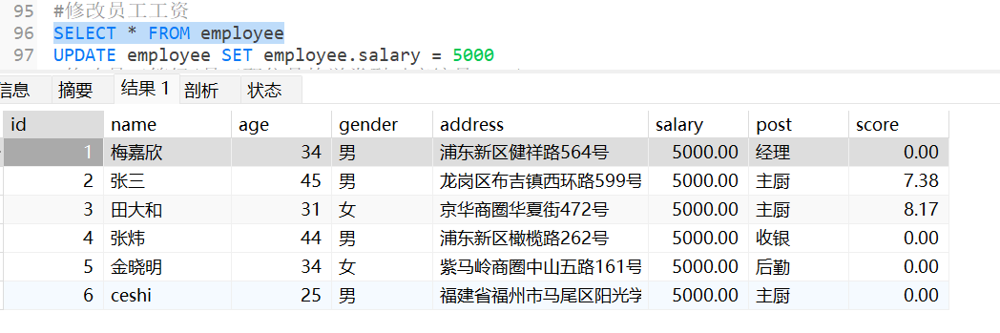 95 #修改员工工资
96 SELECT * FROM employee
97 UPDATE employee SET employee.salary = 5000
信息 摘要 结果 1 剖析 状态
id name age gender address salary post score
1 梅嘉欣 34 男 浦东新区健祥路564号 5000.00 经理 0.00
2 张三 45 男 龙岗区布吉镇西环路599号 5000.00 主厨 7.38
3 田大和 31 女 京华商圈华夏街472号 5000.00 主厨 8.17
4 张炜 44 男 浦东新区橄榄路262号 5000.00 收银 0.00
5 金晓明 34 女 紫马岭商圈中山五路161号 5000.00 后勤 0.00
6 ceshi 25 男 福建省福州市马尾区阳光学 5000.00 主厨 0.00